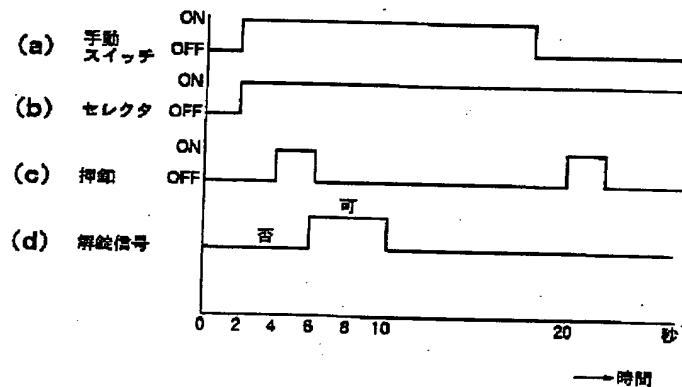 ON
(a) 手動
スイッチ OFF
ON
(b) セレクタ OFF
ON
(c) 押釦 OFF
可
(d) 解錠信号 否
0 2 4 6 8 10 20 秒
→時間